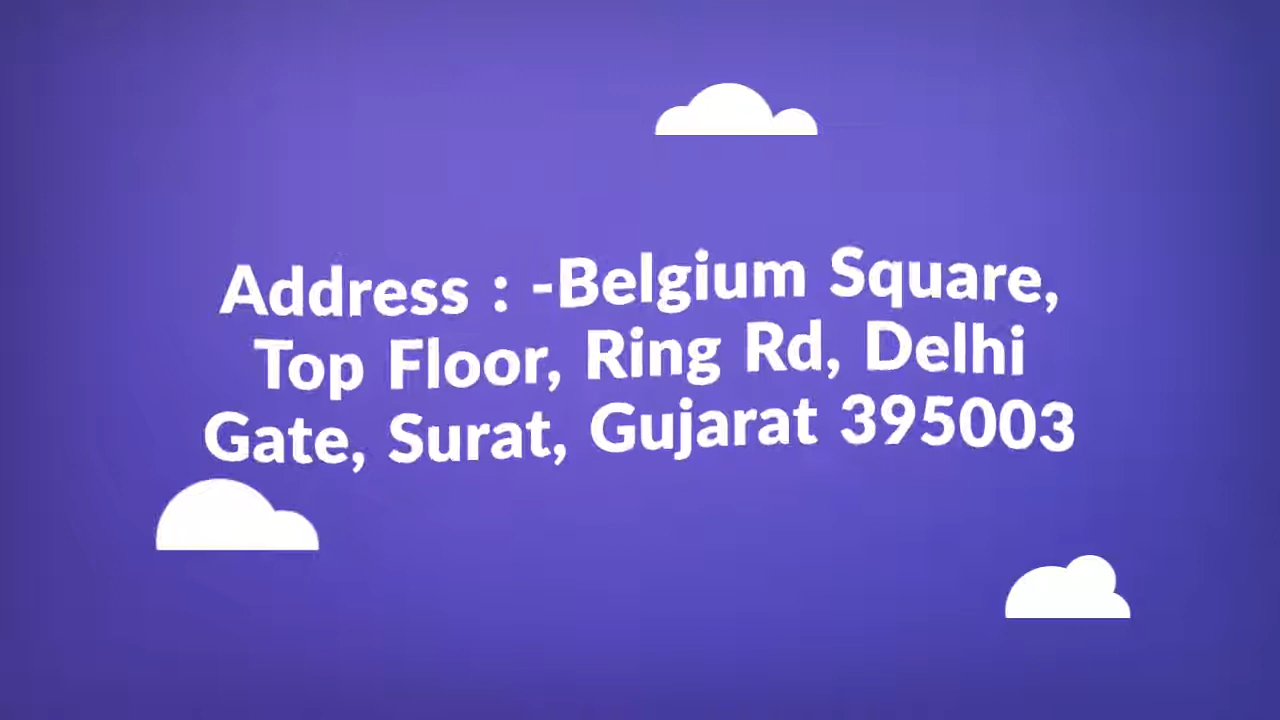 Address : -Belgium Square,
Top Floor, Ring Rd, Delhi
Gate, Surat, Gujarat 395003